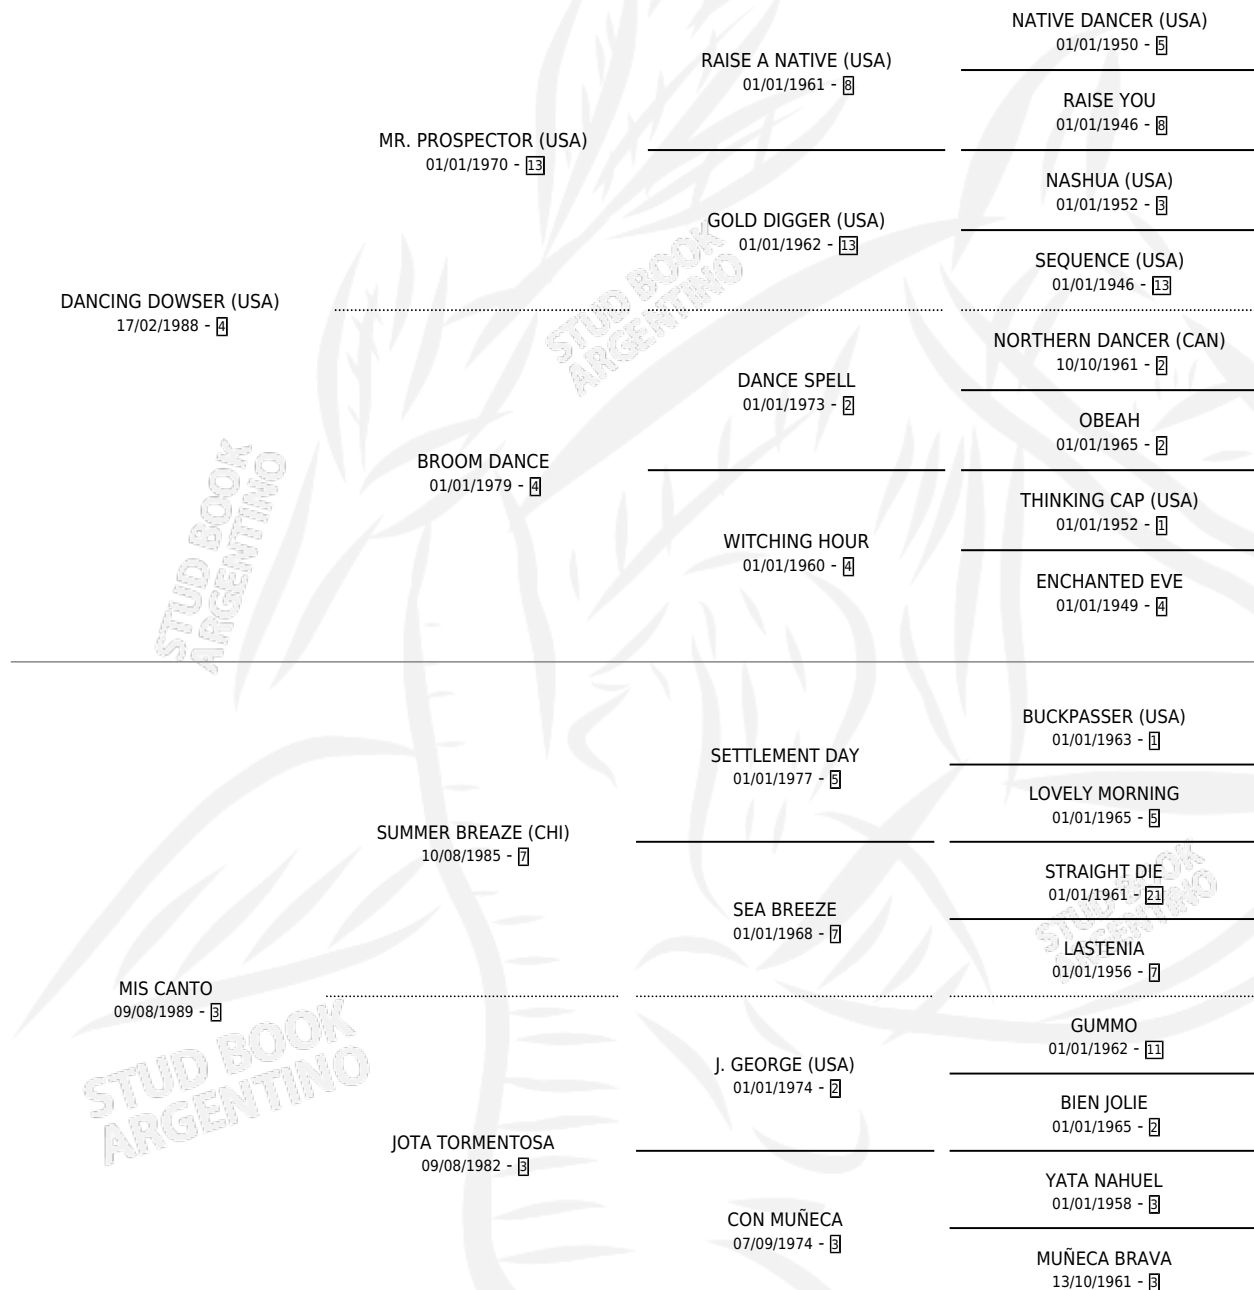 NATIVE DANCER (USA)
01/01/1950 - 5
RAISE A NATIVE (USA)
01/01/1961 - 8
RAISE YOU
01/01/1946 - 8
MR. PROSPECTOR (USA)
01/01/1970 - 13
NASHUA (USA)
01/01/1952 - 3
GOLD DIGGER (USA)
01/01/1962 - 13
SEQUENCE (USA)
01/01/1946 - 13
DANCING DOWSER (USA)
17/02/1988 - 4
NORTHERN DANCER (CAN)
10/10/1961 - 2
DANCE SPELL
01/01/1973 - 2
OBEAH
01/01/1965 - 2
BROOM DANCE
01/01/1979 - 4
THINKING CAP (USA)
01/01/1952 - 1
WITCHING HOUR
01/01/1960 - 4
ENCHANTED EVE
01/01/1949 - 4
BUCKPASSER (USA)
01/01/1963 - 1
SETTLEMENT DAY
01/01/1977 - 5
LOVELY MORNING
01/01/1965 - 5
SUMMER BREAZE (CHI)
10/08/1985 - 7
STRAIGHT DIE
01/01/1961 - 21
SEA BREEZE
01/01/1968 - 7
LASTENIA
01/01/1956 - 7
MIS CANTO
09/08/1989 - 3
GUMMO
01/01/1962 - 11
J. GEORGE (USA)
01/01/1974 - 2
BIEN JOLIE
01/01/1965 - 2
JOTA TORMENTOSA
09/08/1982 - 3
YATA NAHUEL
01/01/1958 - 3
CON MUÑECA
07/09/1974 - 3
MUÑECA BRAVA
13/10/1961 - 3
STUD BOOK
ARGENTINO
STUD BOOK
ARGENTINO
STUD BOOK
ARGENTINO
STUD BOOK
ARGENTINO